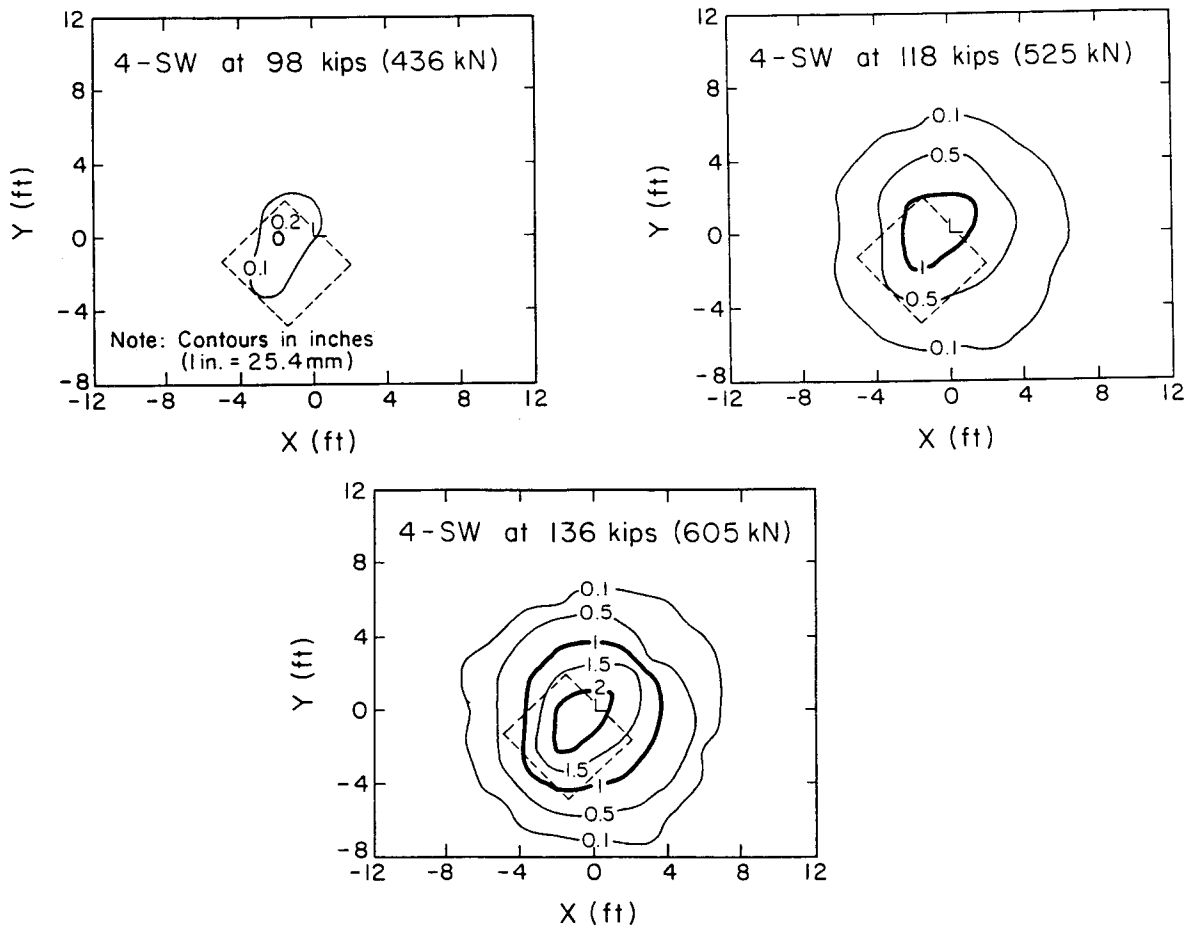 4-SW at 98 kips (436 kN)
12
8
4
0
-4
-8
Y (ft)
0.2
0.1
Note: Contours in inches
(1 in. = 25.4 mm)
-12 -8 -4 0 4 8 12
X (ft)
4-SW at 118 kips (525 kN)
12
8
4
0
-4
-8
Y (ft)
0.1
0.5
1
0.5
0.1
-12 -8 -4 0 4 8 12
X (ft)
4-SW at 136 kips (605 kN)
12
8
4
0
-4
-8
Y (ft)
0.1
0.5
1
1.5
2
1.5
1
0.5
0.1
-12 -8 -4 0 4 8 12
X (ft)